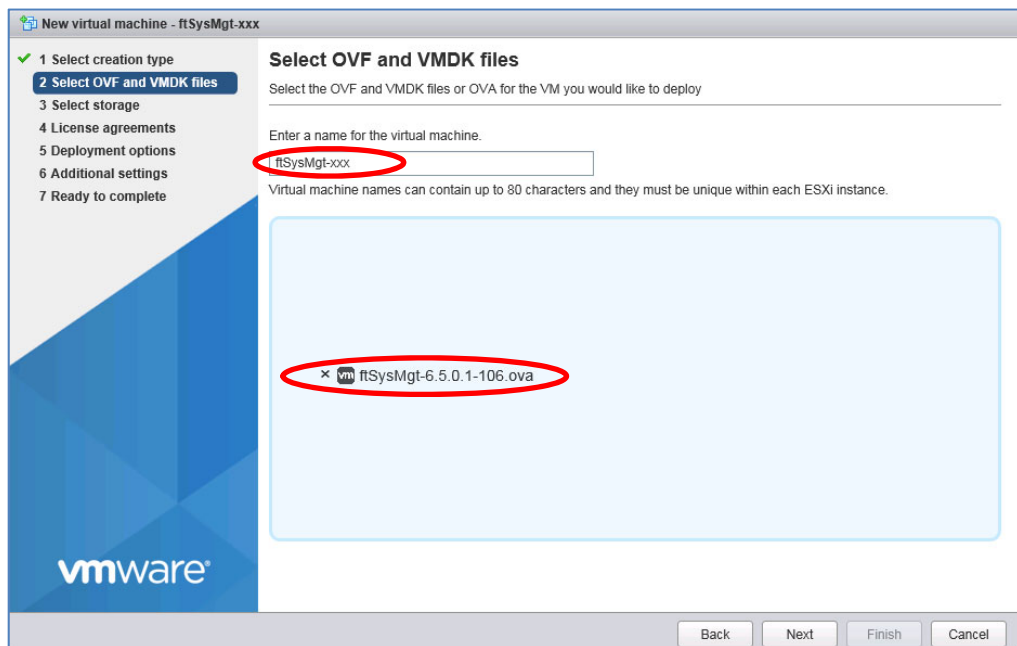 New virtual machine - ftSysMgt-xxx
1 Select creation type
2 Select OVF and VMDK files
3 Select storage
4 License agreements
5 Deployment options
6 Additional settings
7 Ready to complete
vmware®
Select OVF and VMDK files
Select the OVF and VMDK files or OVA for the VM you would like to deploy
Enter a name for the virtual machine.
ftSysMgt-xxx
Virtual machine names can contain up to 80 characters and they must be unique within each ESXi instance.
× vm ftSysMgt-6.5.0.1-106.ova
Back Next Finish Cancel